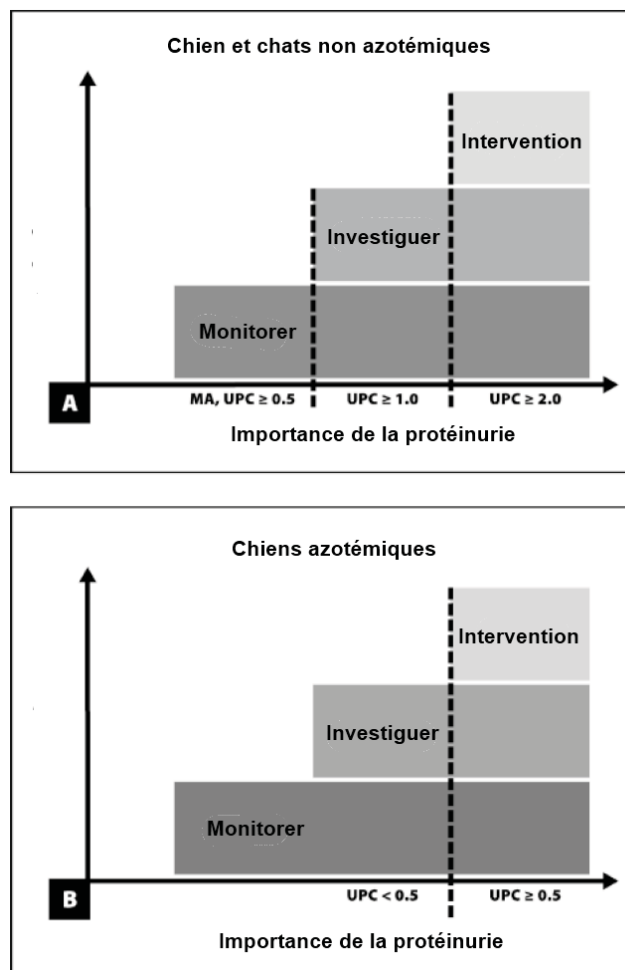 Chien et chats non azotémiques
Intervention
Investiguer
Monitorer
A
MA, UPC ≥ 0.5 UPC ≥ 1.0 UPC ≥ 2.0
Importance de la protéinurie
Chiens azotémiques
Intervention
Investiguer
Monitorer
B
UPC < 0.5 UPC ≥ 0.5
Importance de la protéinurie